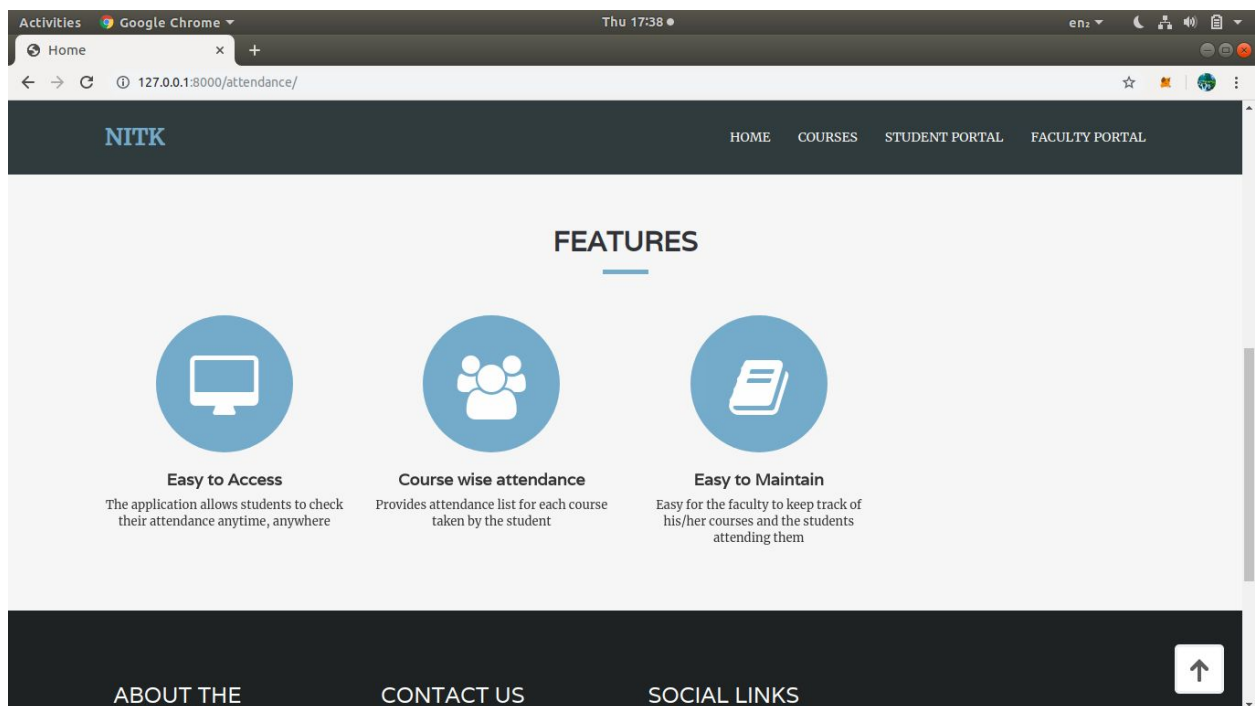 Activities Google Chrome Thu 17:38 en₂
Home
127.0.0.1:8000/attendance/
NITK HOME COURSES STUDENT PORTAL FACULTY PORTAL
FEATURES
Easy to Access
The application allows students to check
their attendance anytime, anywhere
Course wise attendance
Provides attendance list for each course
taken by the student
Easy to Maintain
Easy for the faculty to keep track of
his/her courses and the students
attending them
ABOUT THE CONTACT US SOCIAL LINKS